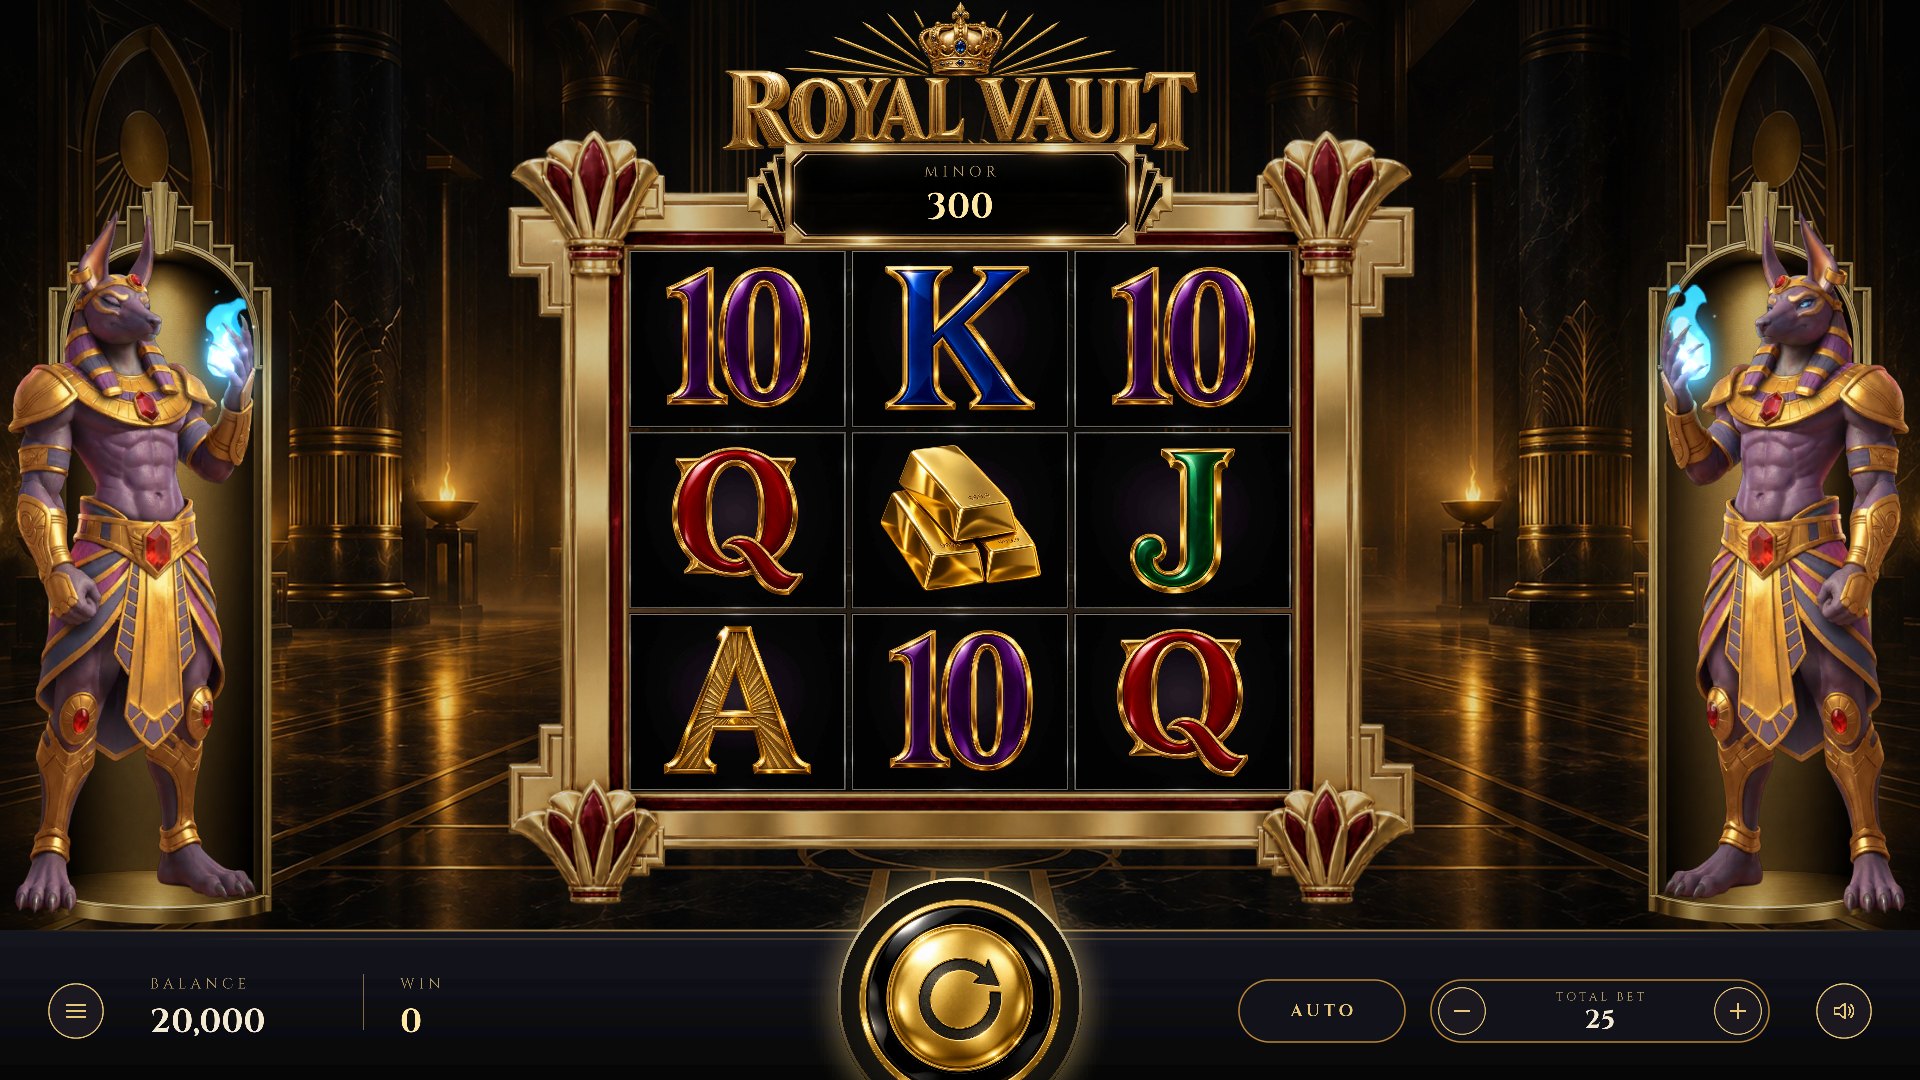 ROYAL VAULT
MINOR
300
10 K 10
Q J
A 10 Q
BALANCE
20,000
WIN
0
AUTO
TOTAL BET
25